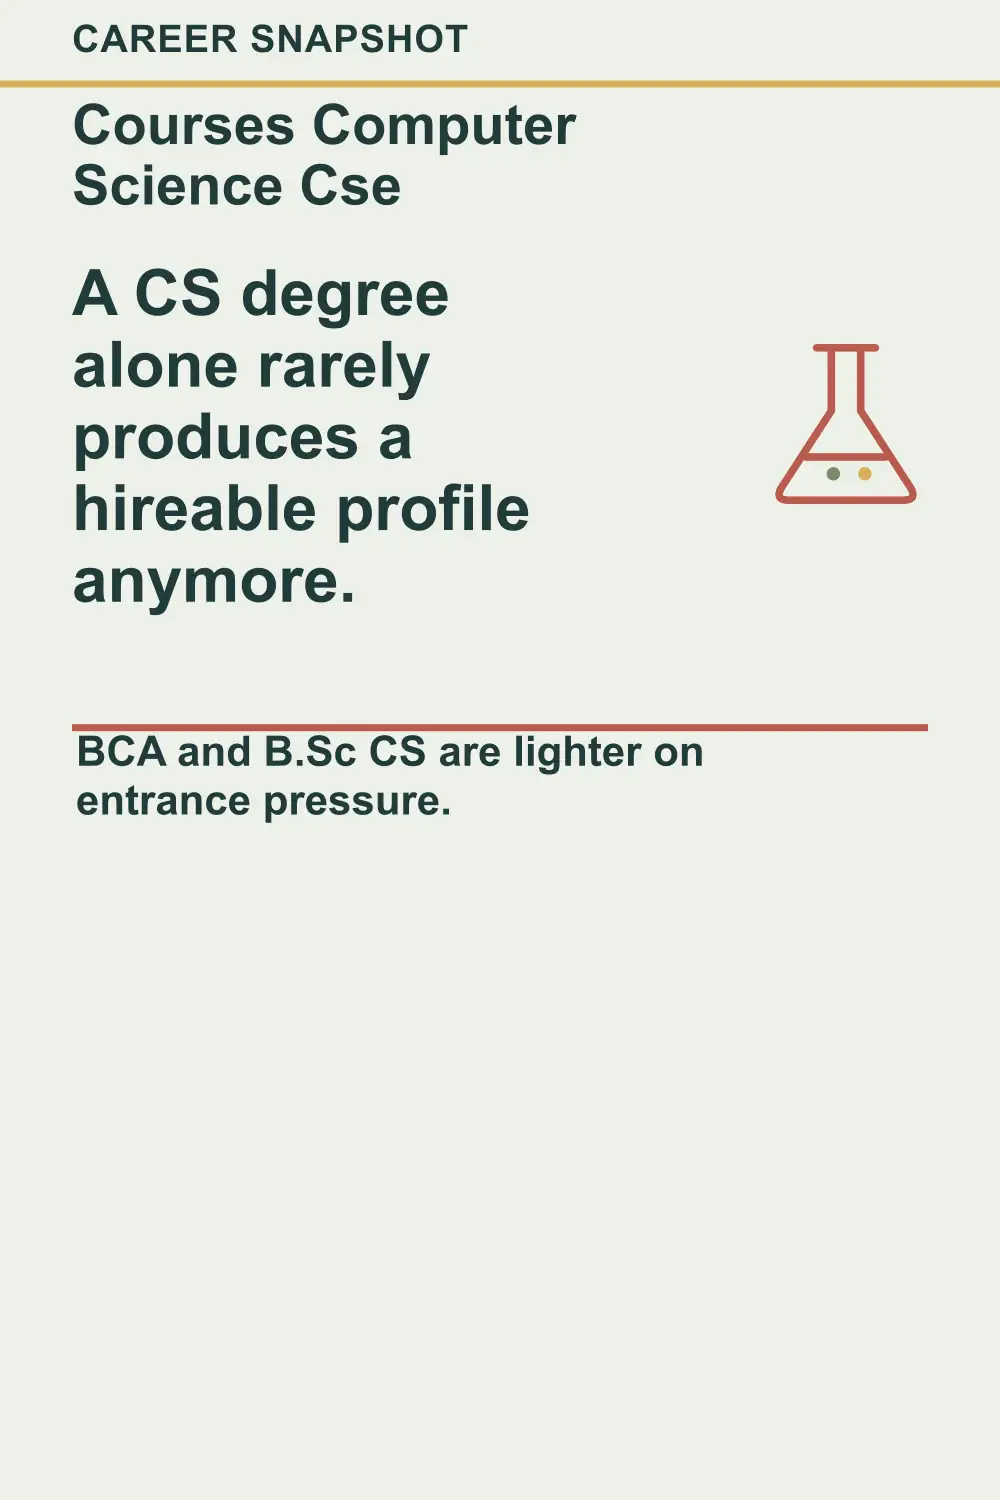 CAREER SNAPSHOT
Courses Computer
Science Cse
A CS degree
alone rarely
produces a
hireable profile
anymore.
BCA and B.Sc CS are lighter on
entrance pressure.